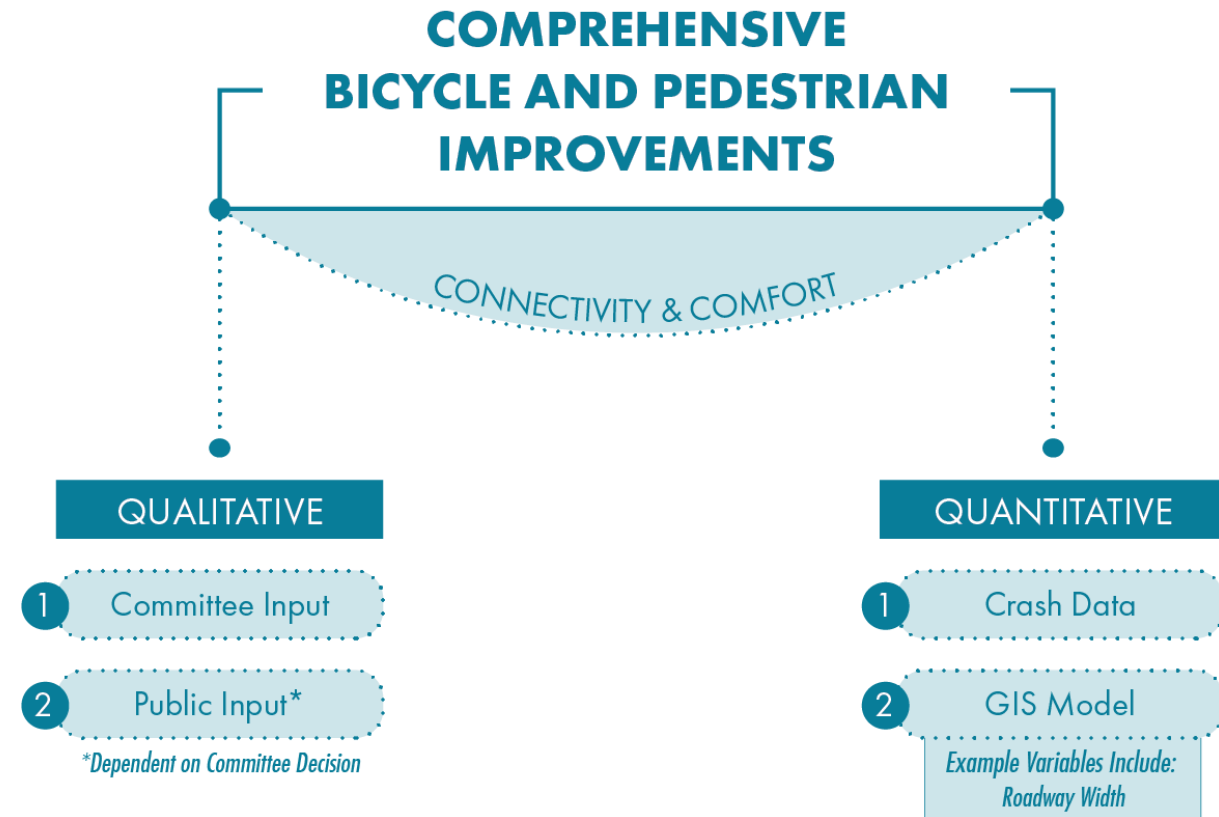 COMPREHENSIVE
BICYCLE AND PEDESTRIAN
IMPROVEMENTS
CONNECTIVITY & COMFORT
QUALITATIVE
1 Committee Input
2 Public Input*
*Dependent on Committee Decision
QUANTITATIVE
1 Crash Data
2 GIS Model
Example Variables Include:
Roadway Width